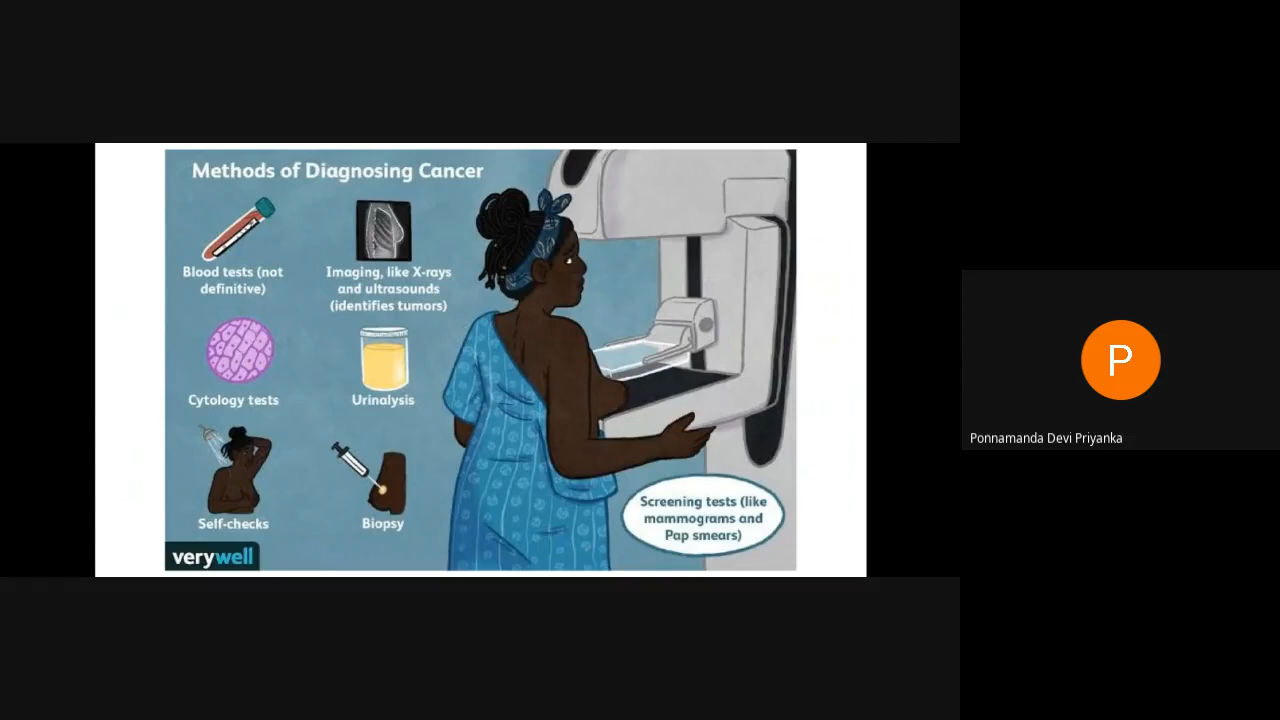 Methods of Diagnosing Cancer
Blood tests (not
definitive)
Imaging, like X-rays
and ultrasounds
(identifies tumors)
Cytology tests
Urinalysis
Self-checks
Biopsy
Screening tests (like
mammograms and
Pap smears)
verywell
P
Ponnamanda Devi Priyanka